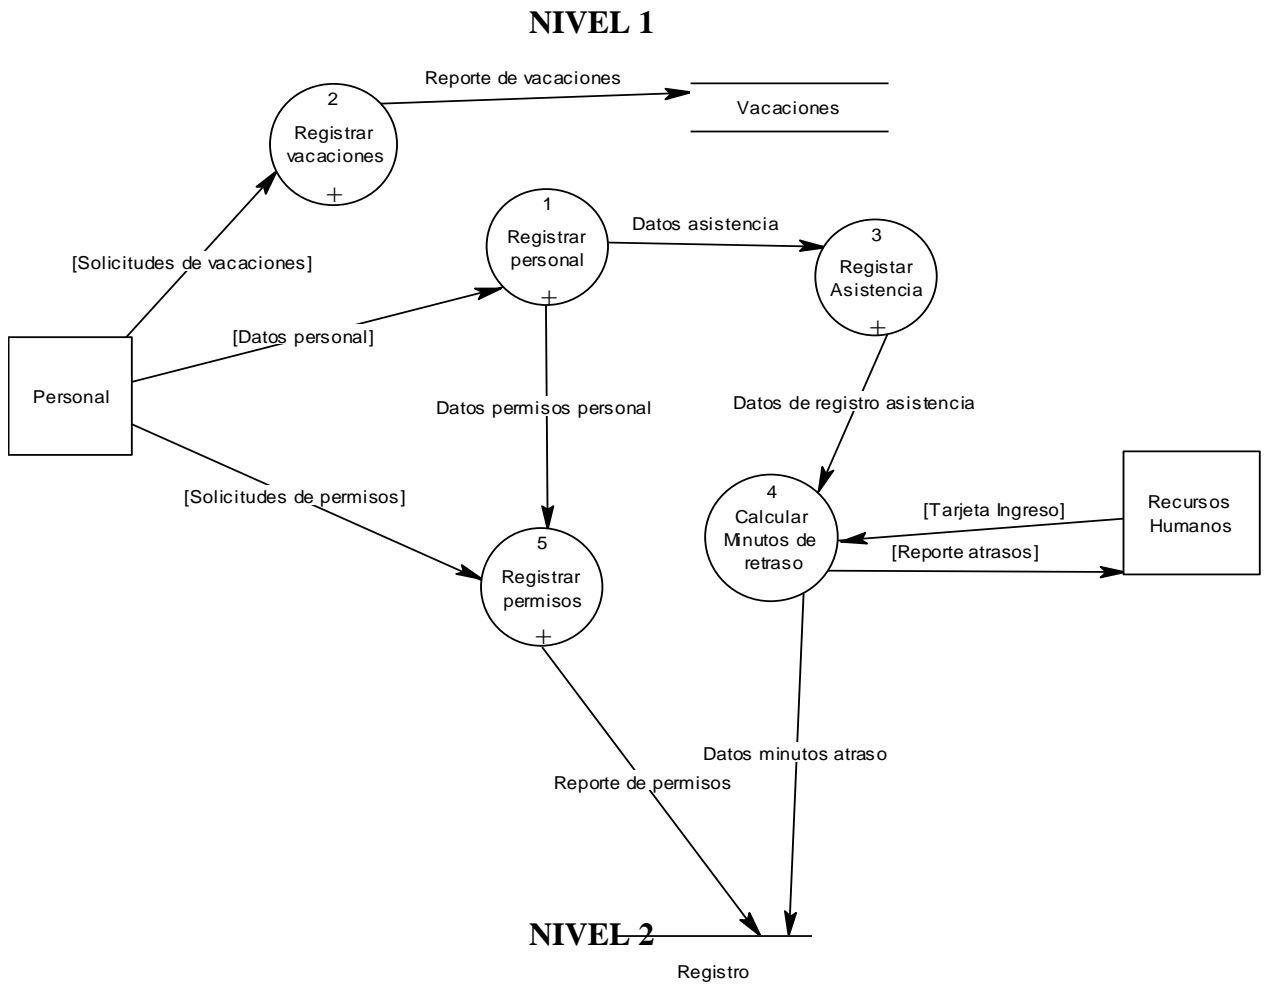 NIVEL 1
Reporte de vacaciones
2
Registrar
vacaciones
+
Vacaciones
1
Registrar
personal
+
Datos asistencia
3
Registar
Asistencia
+
[Solicitudes de vacaciones]
[Datos personal]
Personal
Datos permisos personal
Datos de registro asistencia
[Solicitudes de permisos]
4
Calcular
Minutos de
retraso
[Tarjeta Ingreso]
[Reporte atrasos]
Recursos
Humanos
5
Registrar
permisos
+
Datos minutos atraso
Reporte de permisos
NIVEL 2
Registro